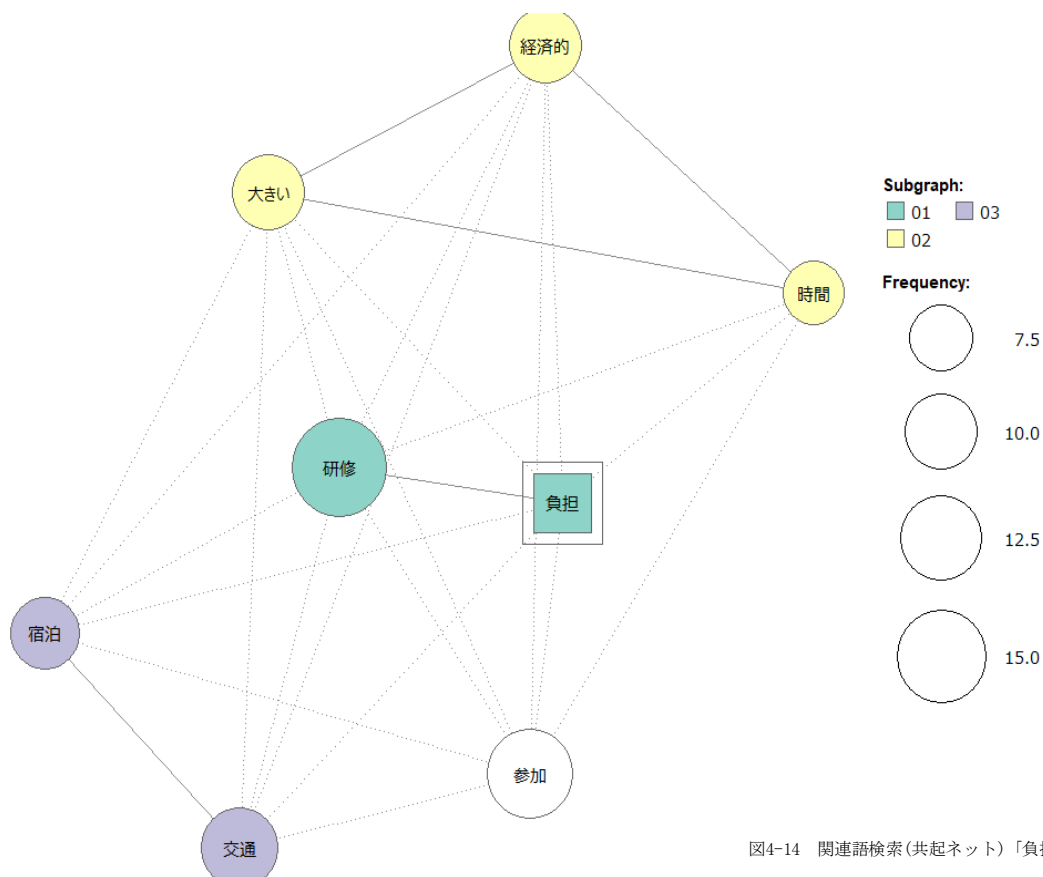 経済的
大きい
時間
研修
負担
宿泊
参加
交通
Subgraph:
01 03
02
Frequency:
7.5
10.0
12.5
15.0
図4-14 関連語検索(共起ネット)「負担